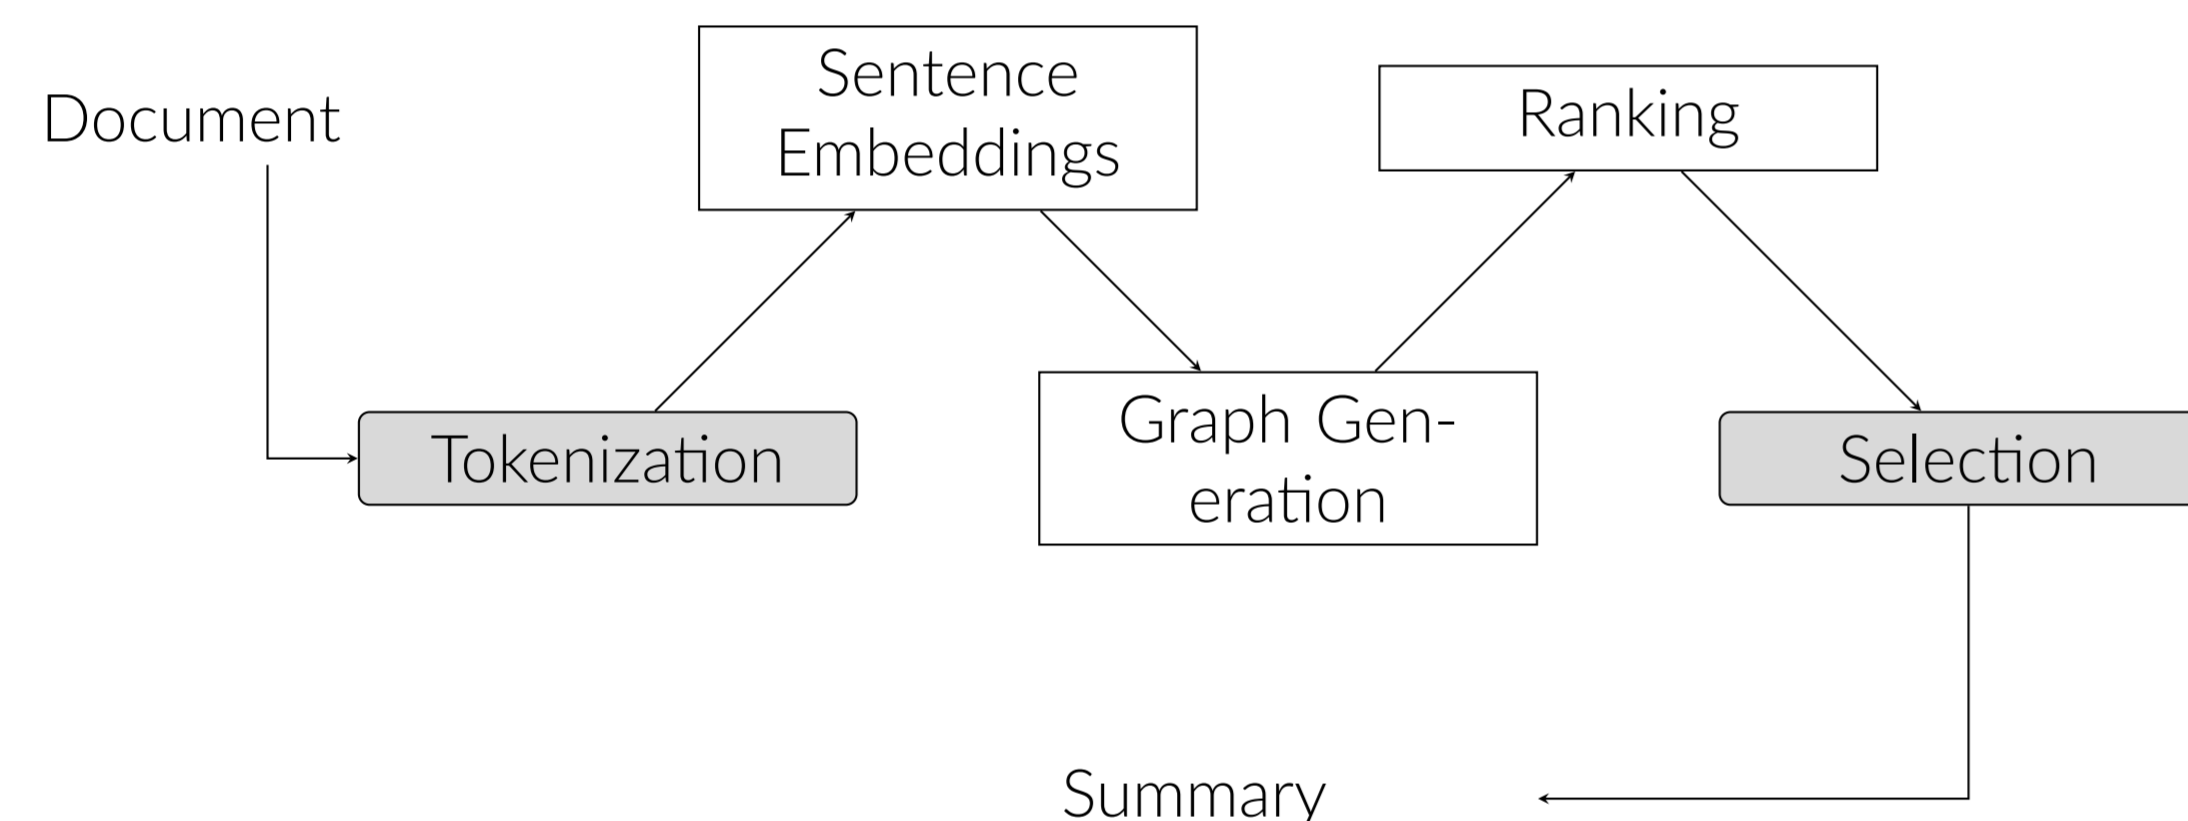 Document
Sentence
Embeddings
Ranking
Tokenization
Graph Gen-
eration
Selection
Summary